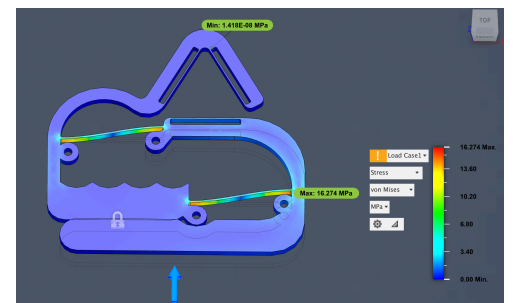 Min: 1.418E-08 MPa
TOP
Load Case1
16.274 Max.
Stress
13.60
von Mises
Max: 16.274 MPa
10.20
MPa
6.80
3.40
0.00 Min.